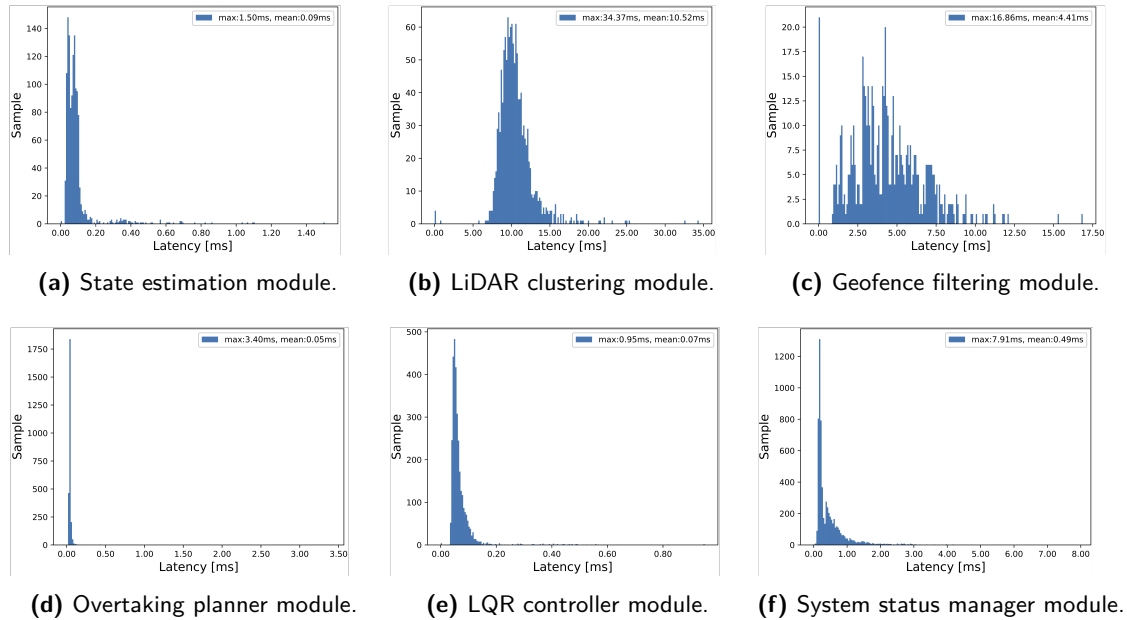 max:1.50ms, mean:0.09ms
Sample
140
120
100
80
60
40
20
0
0.00 0.20 0.40 0.60 0.80 1.00 1.20 1.40
Latency [ms]
(a) State estimation module.
max:34.37ms, mean:10.52ms
Sample
60
50
40
30
20
10
0
0.00 5.00 10.00 15.00 20.00 25.00 30.00 35.00
Latency [ms]
(b) LiDAR clustering module.
max:16.86ms, mean:4.41ms
Sample
20.0
17.5
15.0
12.5
10.0
7.5
5.0
2.5
0.0
0.00 2.50 5.00 7.50 10.00 12.50 15.00 17.50
Latency [ms]
(c) Geofence filtering module.
max:3.40ms, mean:0.05ms
Sample
1750
1500
1250
1000
750
500
250
0
0.00 0.50 1.00 1.50 2.00 2.50 3.00 3.50
Latency [ms]
(d) Overtaking planner module.
max:0.95ms, mean:0.07ms
Sample
500
400
300
200
100
0
0.00 0.20 0.40 0.60 0.80
Latency [ms]
(e) LQR controller module.
max:7.91ms, mean:0.49ms
Sample
1200
1000
800
600
400
200
0
0.00 1.00 2.00 3.00 4.00 5.00 6.00 7.00 8.00
Latency [ms]
(f) System status manager module.